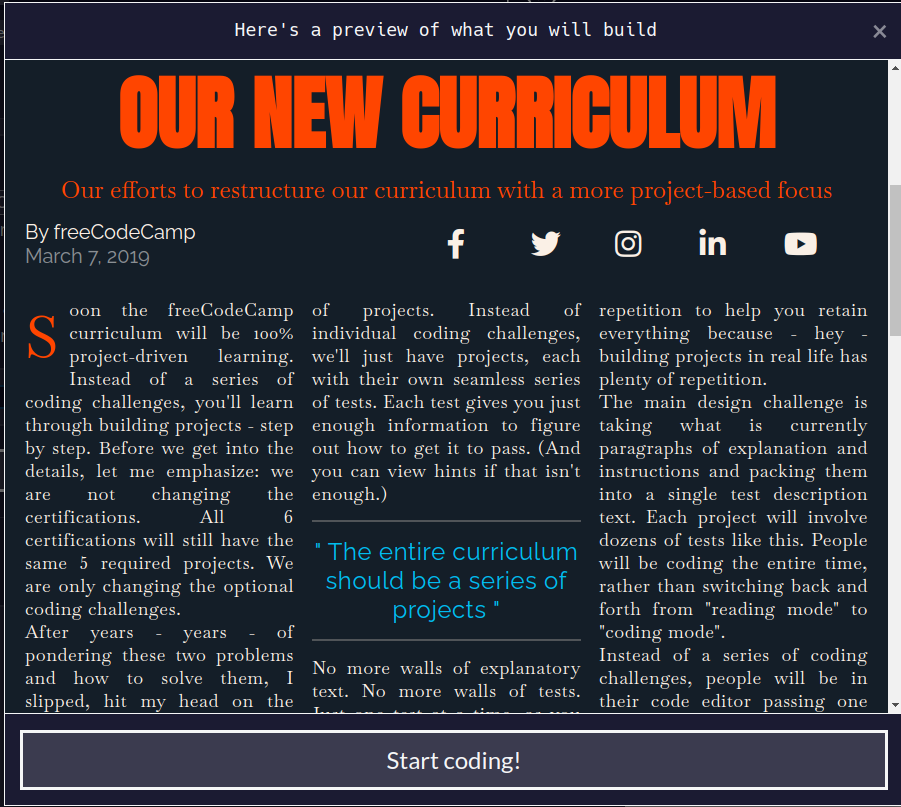 Here's a preview of what you will build
×
OUR NEW CURRICULUM
Our efforts to restructure our curriculum with a more project-based focus
By freeCodeCamp
March 7, 2019
Soon the freeCodeCamp
curriculum will be 100%
project-driven learning.
Instead of a series of
coding challenges, you'll learn
through building projects - step
by step. Before we get into the
details, let me emphasize: we
are not changing the
certifications. All 6
certifications will still have the
same 5 required projects. We
are only changing the optional
coding challenges.
After years - years - of
pondering these two problems
and how to solve them, I
slipped, hit my head on the
of projects. Instead of
individual coding challenges,
we'll just have projects, each
with their own seamless series
of tests. Each test gives you just
enough information to figure
out how to get it to pass. (And
you can view hints if that isn't
enough.)
" The entire curriculum
should be a series of
projects "
No more walls of explanatory
text. No more walls of tests.
Just one test at a time, as you
repetition to help you retain
everything because - hey -
building projects in real life has
plenty of repetition.
The main design challenge is
taking what is currently
paragraphs of explanation and
instructions and packing them
into a single test description
text. Each project will involve
dozens of tests like this. People
will be coding the entire time,
rather than switching back and
forth from "reading mode" to
"coding mode".
Instead of a series of coding
challenges, people will be in
their code editor passing one
Start coding!